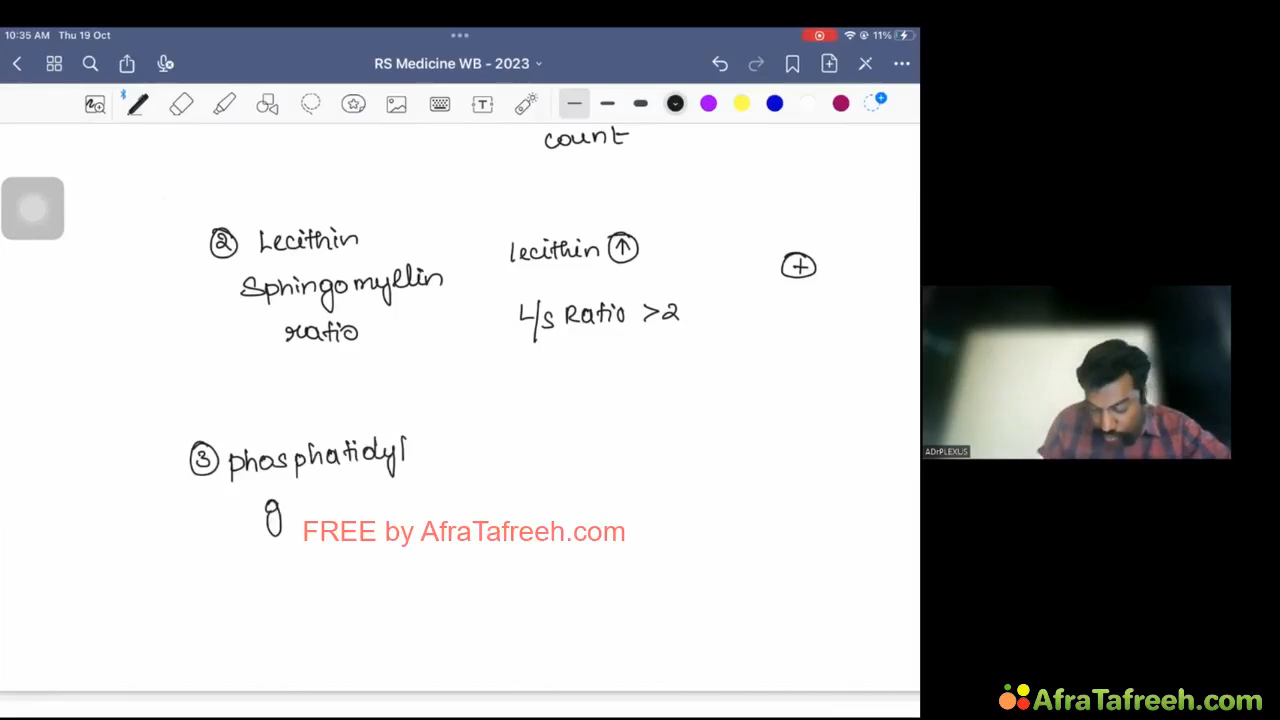 10:35 AM Thu 19 Oct
11%
RS Medicine WB - 2023
T
count
② Lecithin lecithin ↑ +
Sphingomyellin
ratio L/S Ratio >2
③ phosphatidyl
g
FREE by AfraTafreeh.com
ADrPLEXUS
AfraTafreeh.com